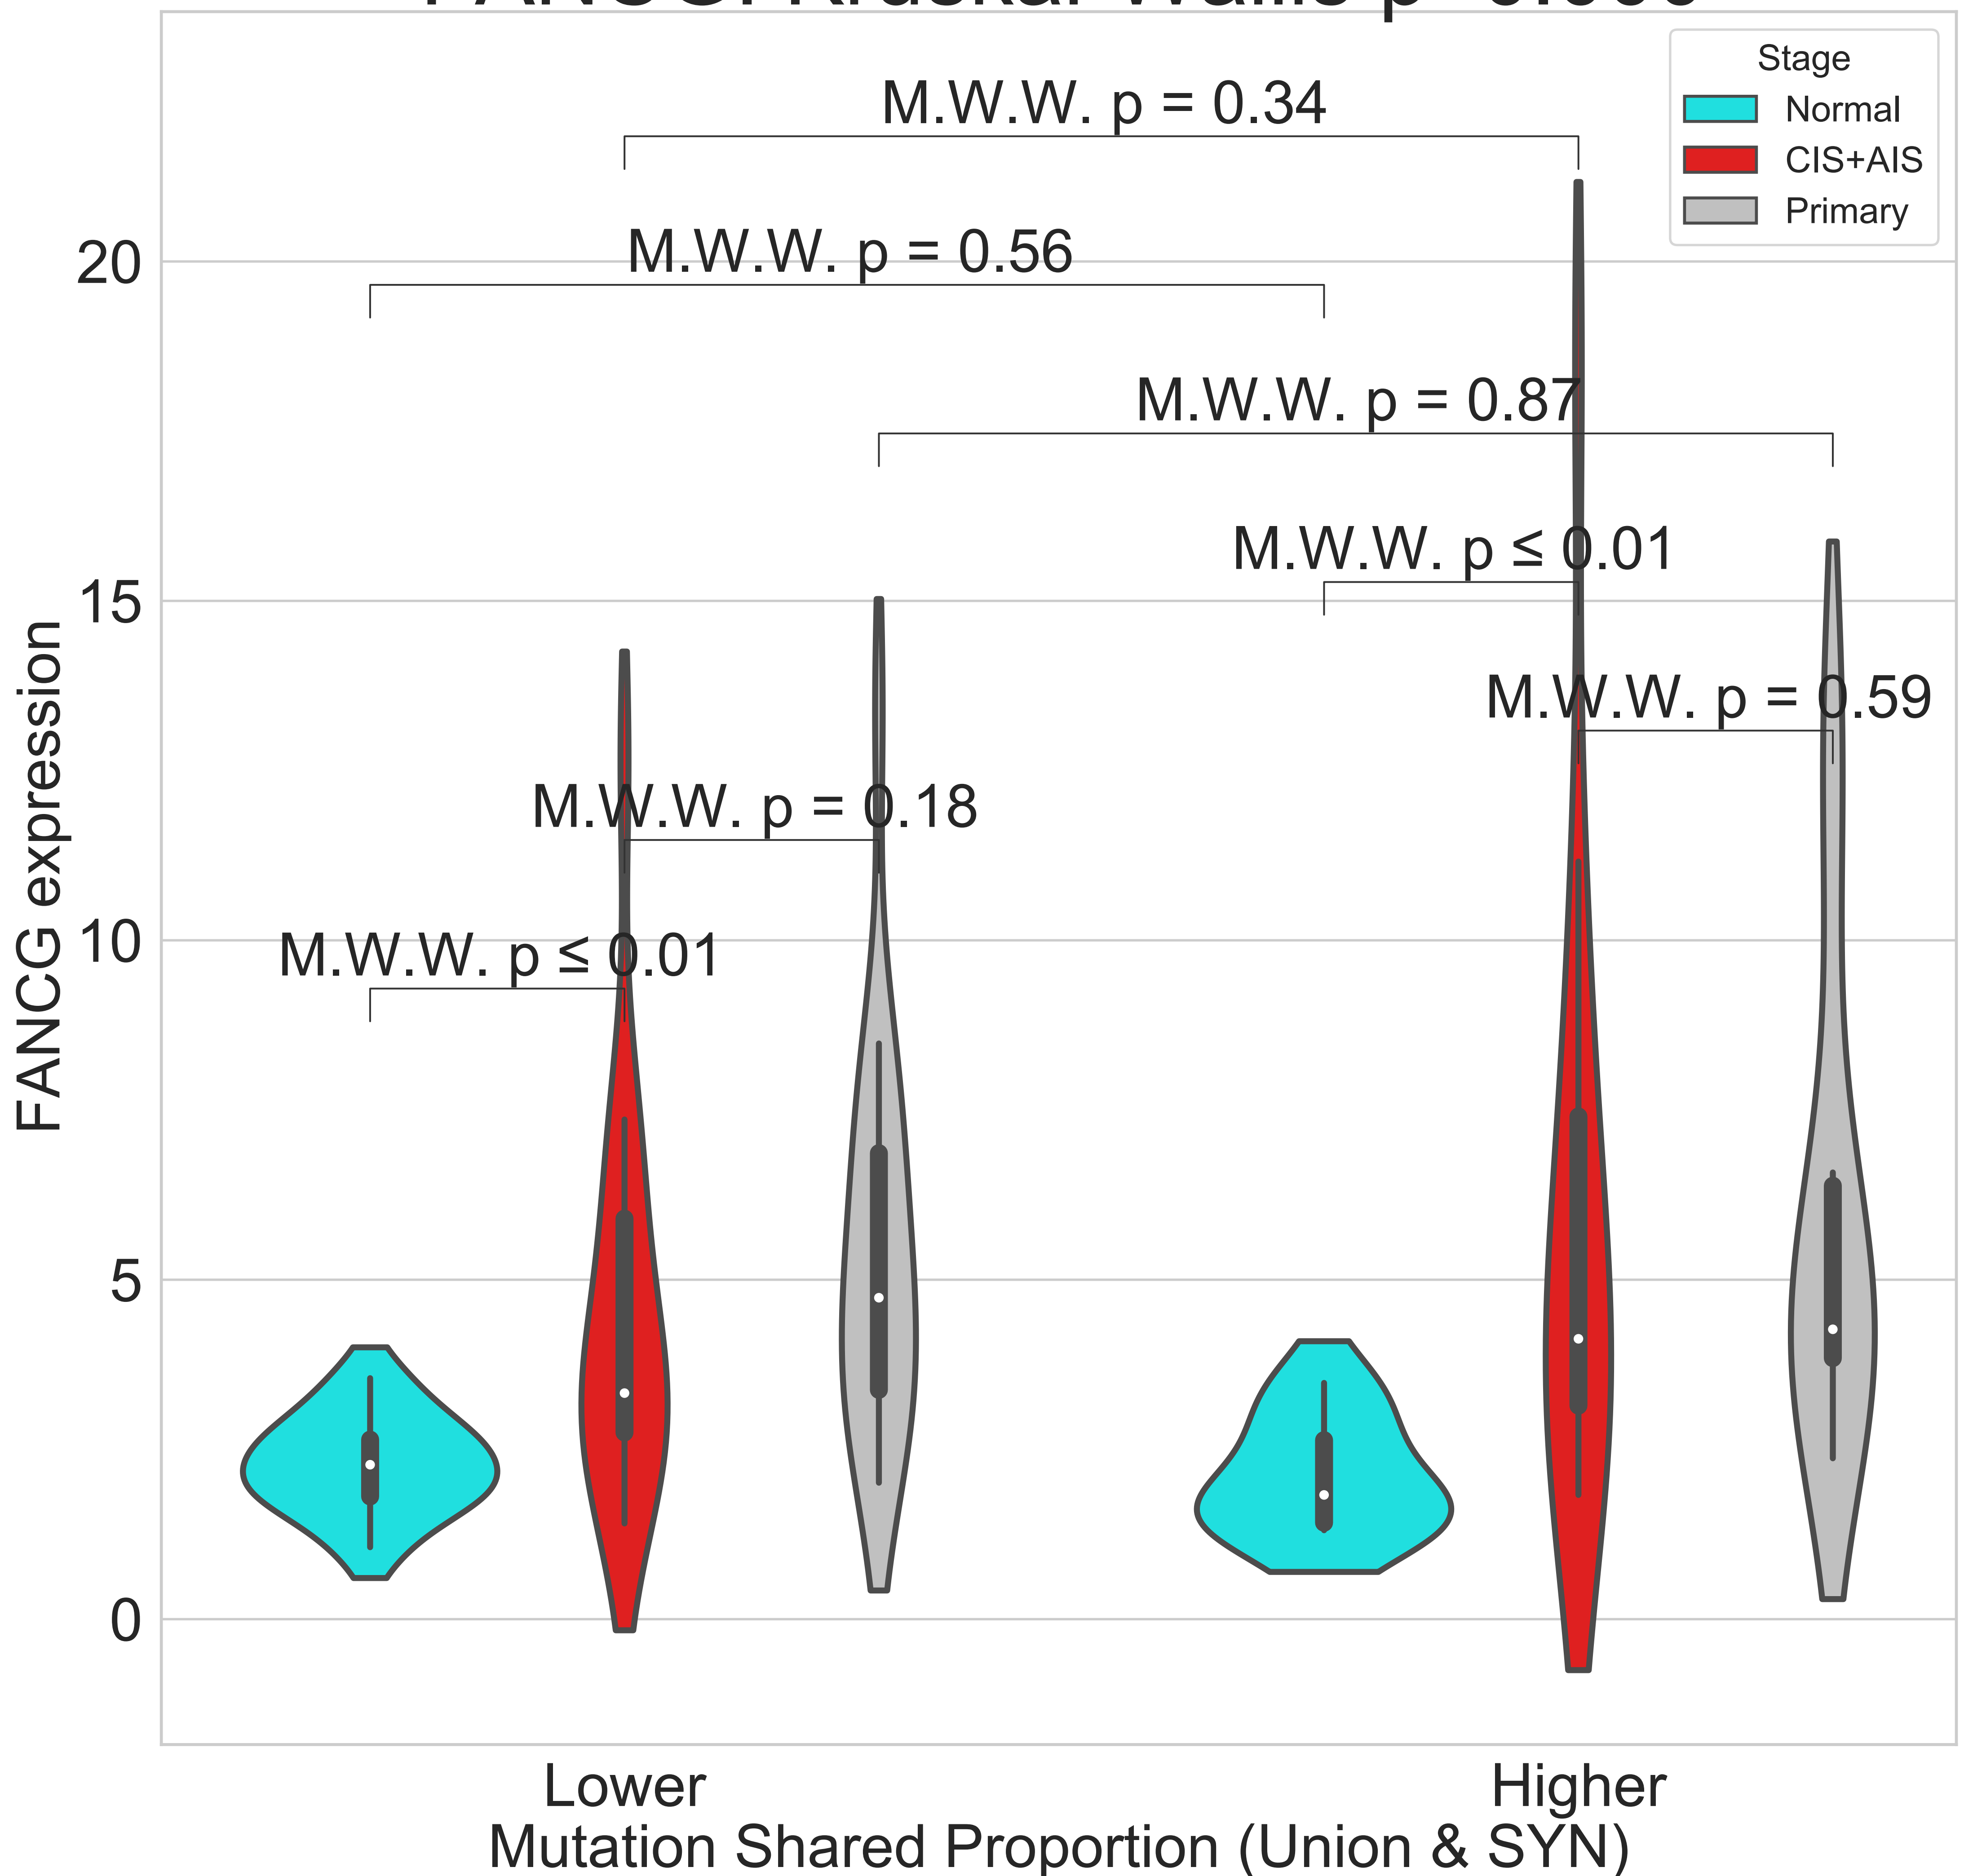 Stage
Normal
CIS+AIS
Primary
M.W.W. p = 0.34
M.W.W. p = 0.56
M.W.W. p = 0.87
M.W.W. p ≤ 0.01
M.W.W. p = 0.59
M.W.W. p = 0.18
M.W.W. p ≤ 0.01
20
15
10
5
0
FANCG expression
Lower
Higher
Mutation Shared Proportion (Union & SYN)